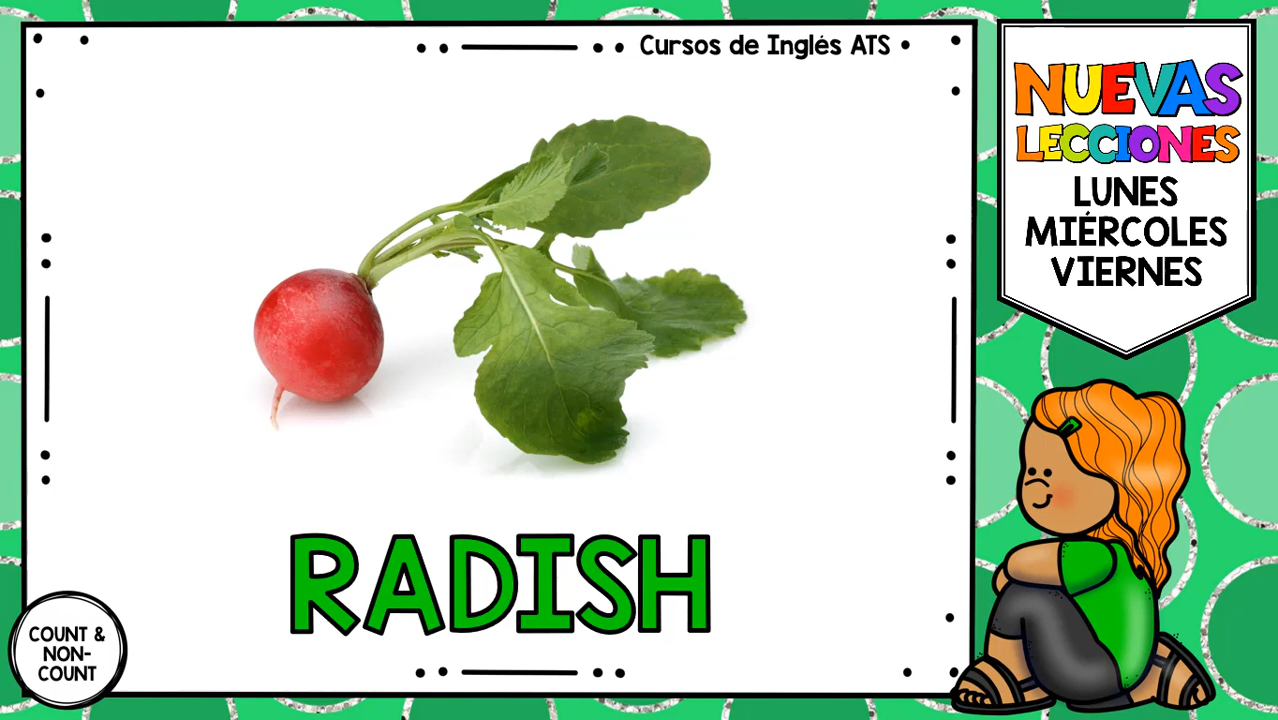 Cursos de Inglés ATS
RADISH
COUNT &
NON-
COUNT
NUEVAS
LECCIONES
LUNES
MIÉRCOLES
VIERNES